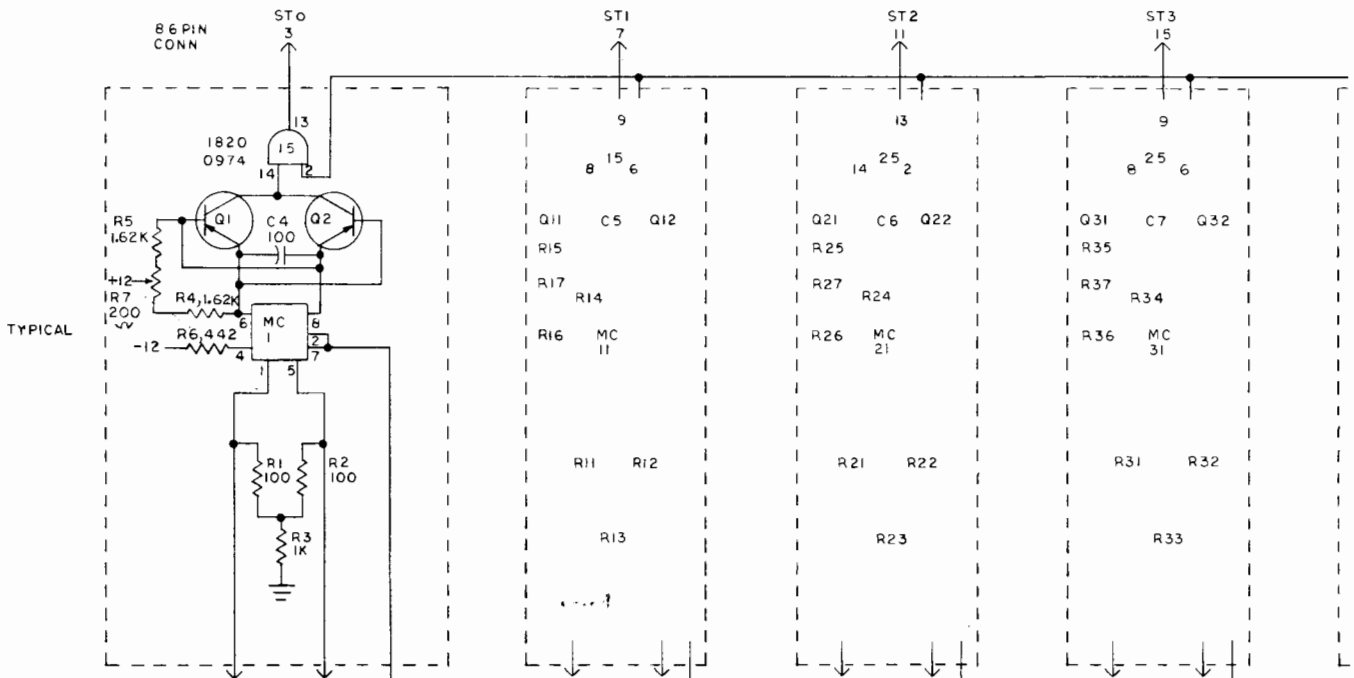 86 PIN
CONN
ST0
3
ST1
7
ST2
11
ST3
15
13
1820
0974
15
14
2
9
15
8
6
13
25
14
2
9
25
8
6
R5
1.62K
Q1
C4
100
Q2
Q11
C5
Q12
Q21
C6
Q22
Q31
C7
Q32
R15
R25
R35
+12
R7
200
R4, 1.62K
R17
R14
R27
R24
R37
R34
TYPICAL
-12
R6, 442
6
MC
1
8
2
7
4
1
5
R16
MC
11
R26
MC
21
R36
MC
31
R1
100
R2
100
R11
R12
R21
R22
R31
R32
R3
1K
R13
R23
R33